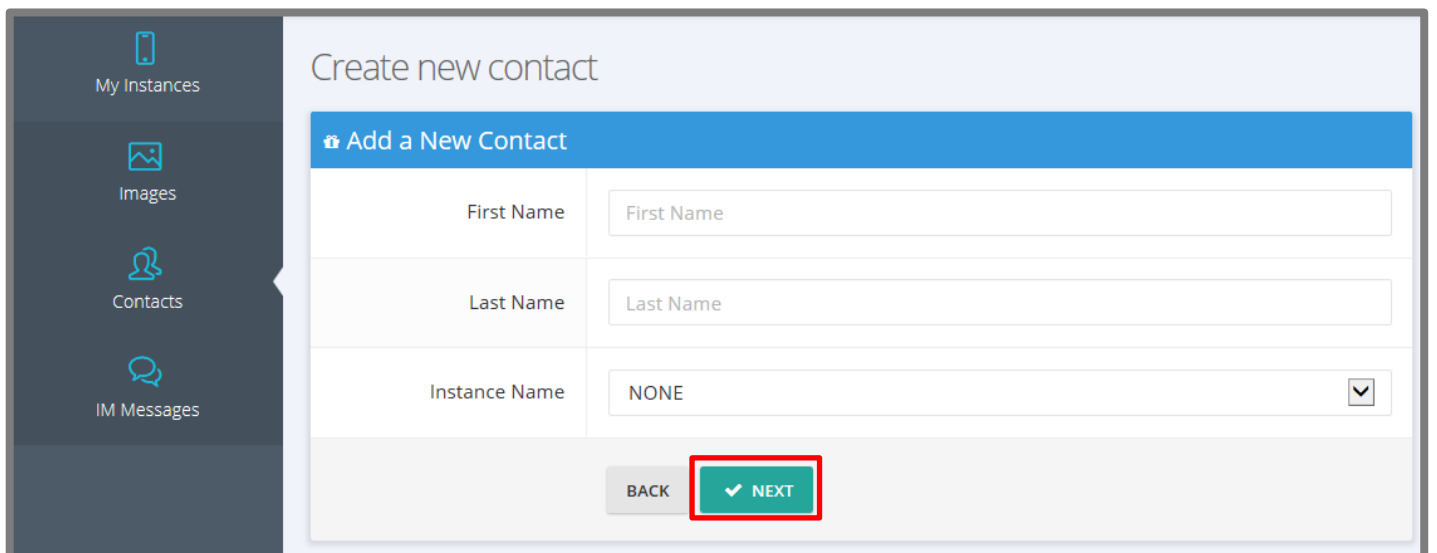 My Instances
Images
Contacts
IM Messages
Create new contact
Add a New Contact
First Name First Name
Last Name Last Name
Instance Name NONE
BACK NEXT